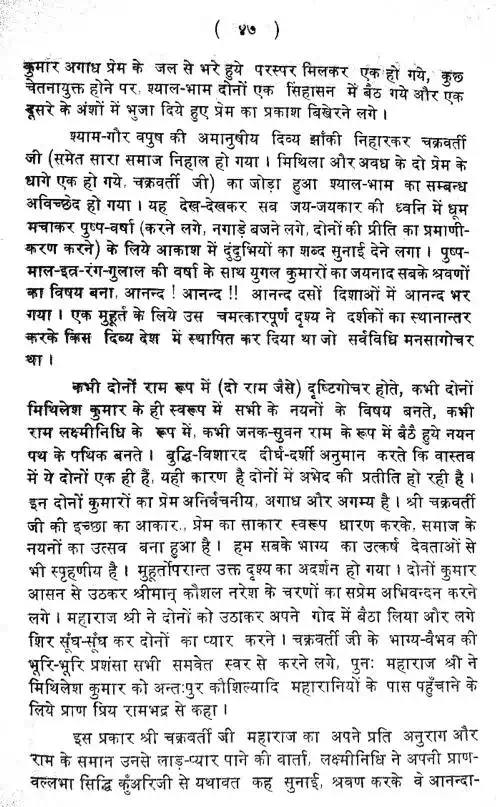 ( ४७ )
कुमार अगाध प्रेम के जल से भरे हुये परस्पर मिलकर एक हो गये, कुछ
चेतनायुक्त होने पर, श्याल-भाम दोनों एक सिंहासन में बैठ गये और एक
दूसरे के अंशों में भुजा दिये हुए प्रेम का प्रकाश बिखेरने लगे ।
श्याम-गौर वपुष की अमानुषीय दिव्य झाँकी निहारकर चक्रवर्ती
जी (समेत सारा समाज निहाल हो गया । मिथिला और अवध के दो प्रेम के
धागे एक हो गये, चक्रवर्ती जी) का जोड़ा हुआ श्याल-भाम का सम्बन्ध
अविच्छेद हो गया । यह देख-देखकर सब जय-जयकार की ध्वनि में धूम
मचाकर पुष्प-वर्षा (करने लगे, नगाड़े बजने लगे, दोनों की प्रीति का प्रमाणी-
करण करने) के लिये आकाश में दुंदुभियों का शब्द सुनाई देने लगा । पुष्प-
माल-इत्र-रंग-गुलाल की वर्षा के साथ युगल कुमारों का जयनाद सबके श्रवणों
का विषय बना, आनन्द ! आनन्द !! आनन्द दसों दिशाओं में आनन्द भर
गया । एक मुहूर्त के लिये उस चमत्कारपूर्ण दृश्य ने दर्शकों का स्थानान्तर
करके किस दिव्य देश में स्थापित कर दिया था जो सर्वविधि मनसागोचर
था ।
कभी दोनों राम रूप में (दो राम जैसे) दृष्टिगोचर होते, कभी दोनों
मिथिलेश कुमार के ही स्वरूप में सभी के नयनों के विषय बनते, कभी
राम लक्ष्मीनिधि के रूप में, कभी जनक-सुवन राम के रूप में बैठे हुये नयन
पथ के पथिक बनते । बुद्धि-विशारद दीर्घ-दर्शी अनुमान करते कि वास्तव
में ये दोनों एक ही हैं, यही कारण है दोनों में अभेद की प्रतीति हो रही है ।
इन दोनों कुमारों का प्रेम अनिर्वचनीय, अगाध और अगम्य है । श्री चक्रवर्ती
जी की इच्छा का आकार., प्रेम का साकार स्वरूप धारण करके, समाज के
नयनों का उत्सव बना हुआ है । हम सबके भाग्य का उत्कर्ष देवताओं से
भी स्पृहणीय है । मुहूर्तोपरान्त उक्त दृश्य का अदर्शन हो गया । दोनों कुमार
आसन से उठकर श्रीमान् कौशल नरेश के चरणों का सप्रेम अभिवन्दन करने
लगे । महाराज श्री ने दोनों को उठाकर अपने गोद में बैठा लिया और लगे
शिर सूँघ-सूँघ कर दोनों का प्यार करने । चक्रवर्ती जी के भाग्य-वैभव की
भूरि-भूरि प्रशंसा सभी समवेत स्वर से करने लगे, पुनः महाराज श्री ने
मिथिलेश कुमार को अन्तःपुर कौशिल्यादि महारानियों के पास पहुँचाने के
लिये प्राण प्रिय रामभद्र से कहा ।
इस प्रकार श्री चक्रवर्ती जी महाराज का अपने प्रति अनुराग और
राम के समान उनसे लाड़-प्यार पाने की वार्ता, लक्ष्मीनिधि ने अपनी प्राण-
वल्लभा सिद्धि कुँअरिजी से यथावत कह सुनाई, श्रवण करके वे आनन्दा-